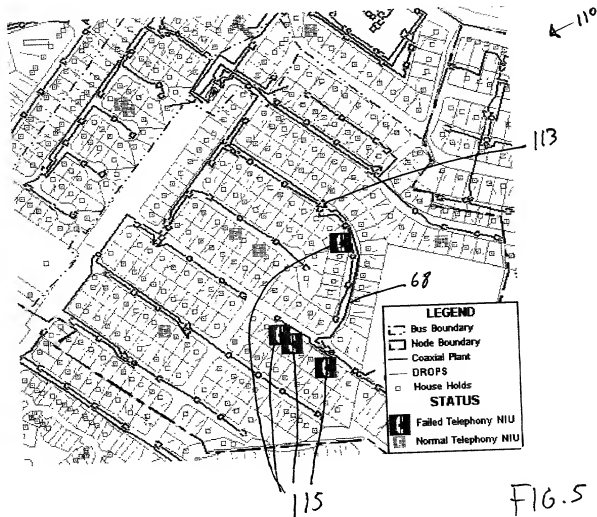 110
113
68
LEGEND
Bus Boundary
Node Boundary
Coaxial Plant
DROPS
House Holds
STATUS
Failed Telephony NIU
Normal Telephony NIU
115
FIG.5